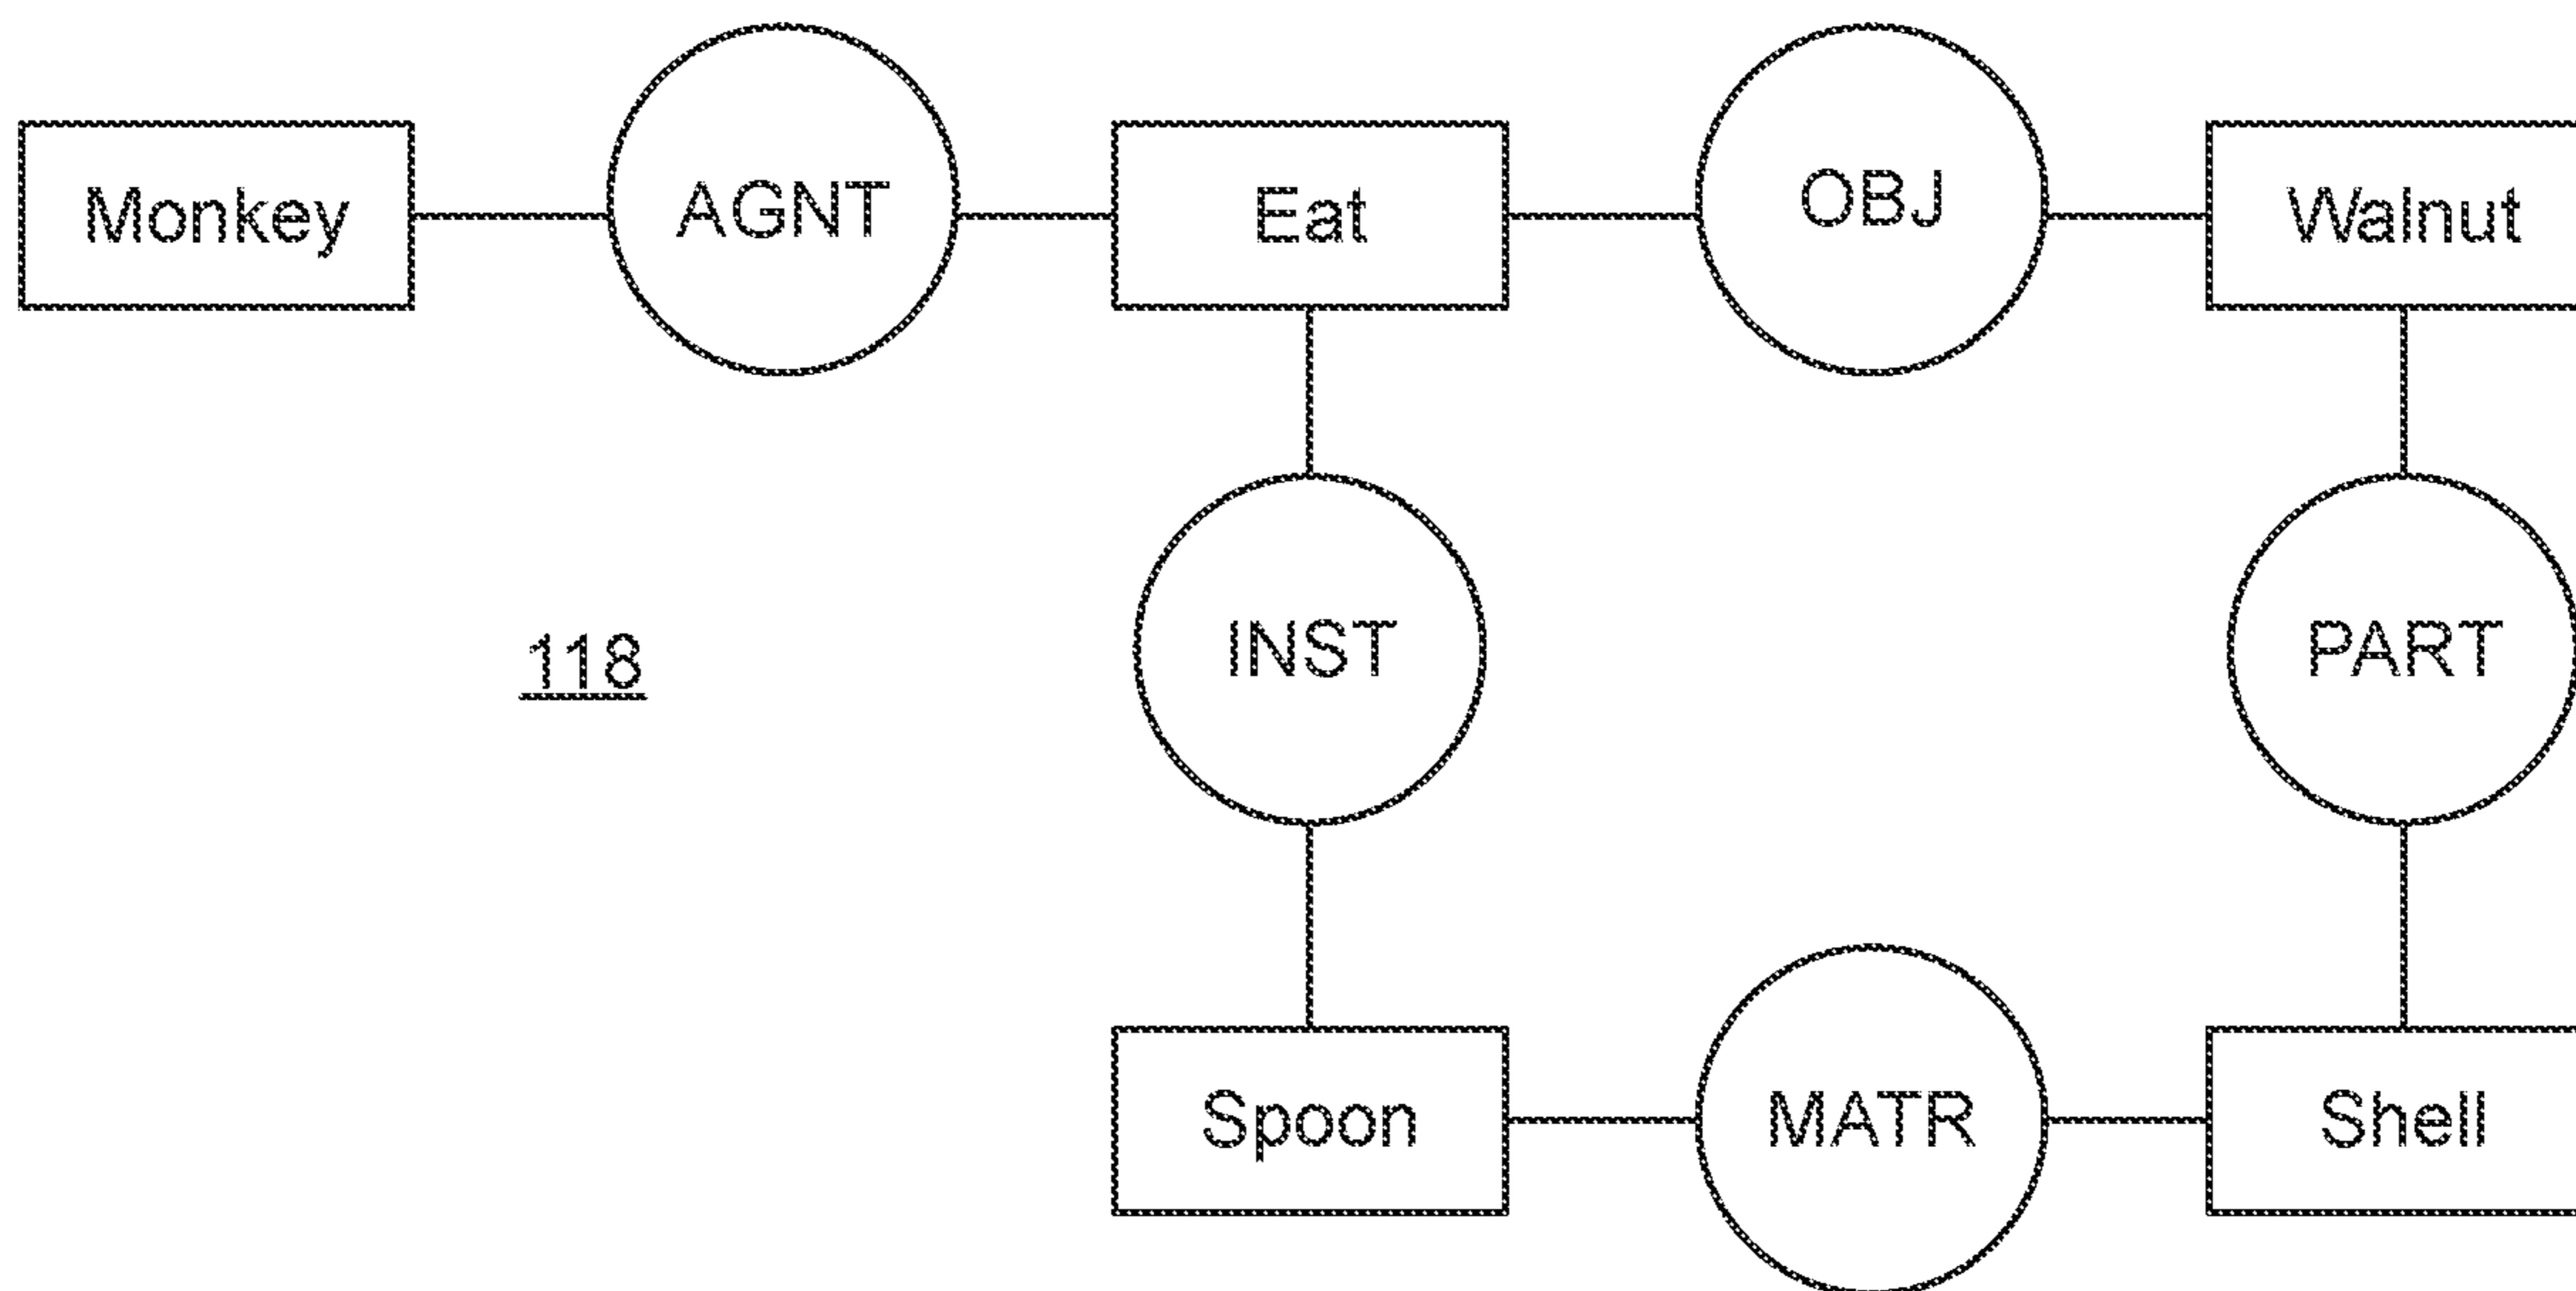 Monkey
AGNT
Eat
OBJ
Walnut
118
INST
PART
Spoon
MATR
Shell